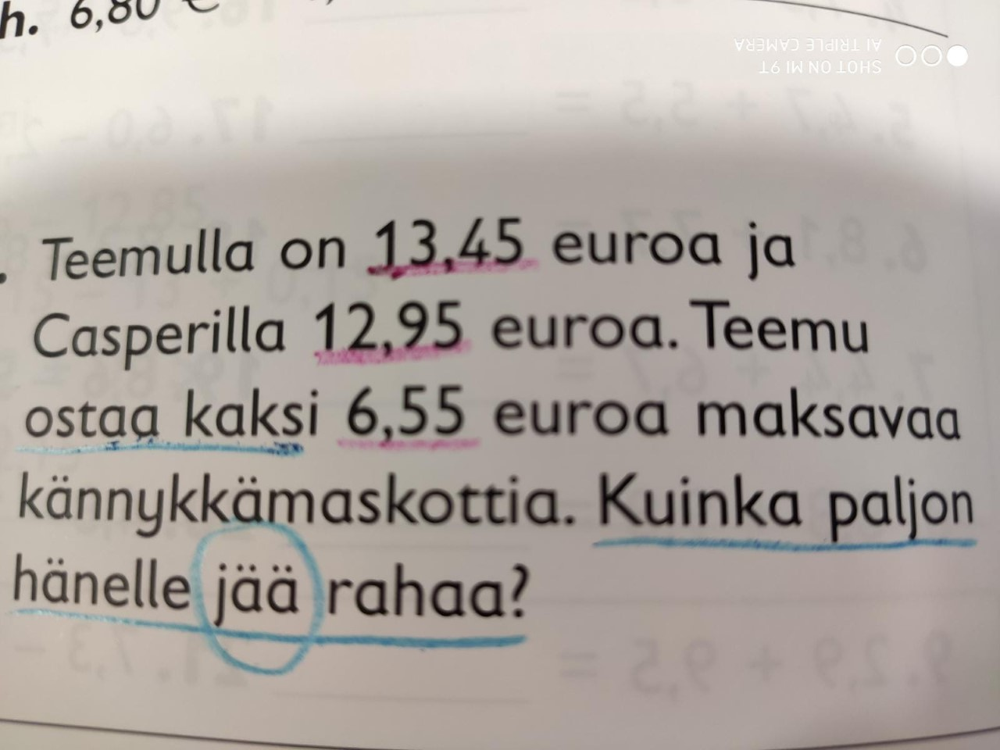 h. 6,80 €
SHOT ON MI 9T
AI TRIPLE CAMERA
Teemulla on 13,45 euroa ja
Casperilla 12,95 euroa. Teemu
ostaa kaksi 6,55 euroa maksavaa
kännykkämaskottia. Kuinka paljon
hänelle jää rahaa?